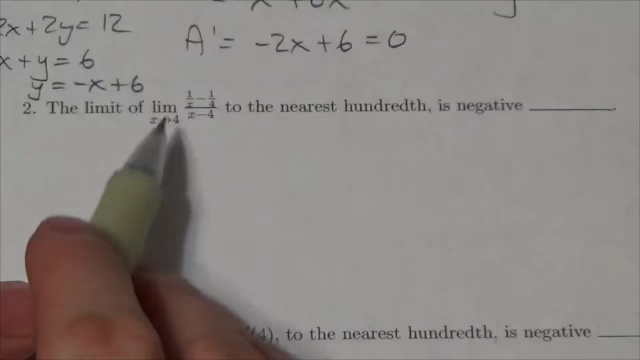 2x + 2y = 12
x + y = 6
y = -x + 6
A' = -2x + 6 = 0
2. The limit of lim x→4 (1/x - 1/4)/(x-4) to the nearest hundredth, is negative ________
(4), to the nearest hundredth, is negative ____